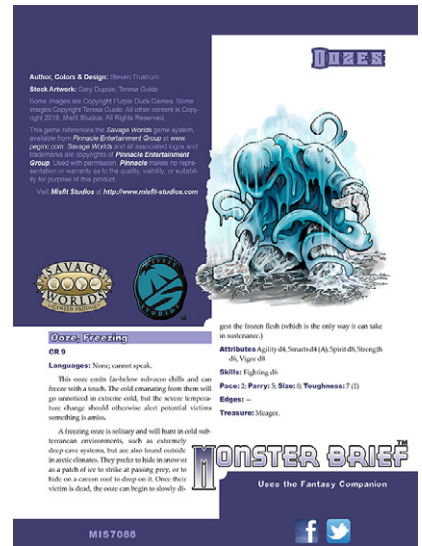 OOZES
Author, Colors & Design: Steven Trustrum
Stock Artwork: Gary Dupuis, Teresa Guido
Some images are Copyright Purple Duck Games. Some
images Copyright Teresa Guido. All other content is Copy-
right 2019, Misfit Studios. All Rights Reserved.
This game references the Savage Worlds game system,
available from Pinnacle Entertainment Group at www.
peginc.com. Savage Worlds and all associated logos and
trademarks are copyrights of Pinnacle Entertainment
Group. Used with permission. Pinnacle makes no repre-
sentation or warranty as to the quality, viability, or suitabil-
ity for purpose of this product.
Visit Misfit Studios at http://www.misfit-studios.com
SAVAGE
WORLDS
LICENSED PRODUCT
MISFIT
STUDIOS
Ooze, Freezing
CR 9
Languages: None; cannot speak.
This ooze emits far-below sub-zero chills and can
freeze with a touch. The cold emanating from them will
go unnoticed in extreme cold, but the severe tempera-
ture change should otherwise alert potential victims
something is amiss.
A freezing ooze is solitary and will hunt in cold sub-
terranean environments, such as extremely
deep cave systems, but are also found outside
in arctic climates. They prefer to hide in snow or
as a patch of ice to strike at passing prey, or to
hide on a cavern roof to drop on it. Once their
victim is dead, the ooze can begin to slowly di-
gest the frozen flesh (which is the only way it can take
in sustenance.)
Attributes Agility d4, Smarts d4 (A), Spirit d8, Strength
d6, Vigor d8
Skills: Fighting d6
Pace: 2; Parry: 5; Size: 0; Toughness: 7 (1)
Edges: —
Treasure: Meager.
MONSTER BRIEF™
Uses the Fantasy Companion
MIS7088